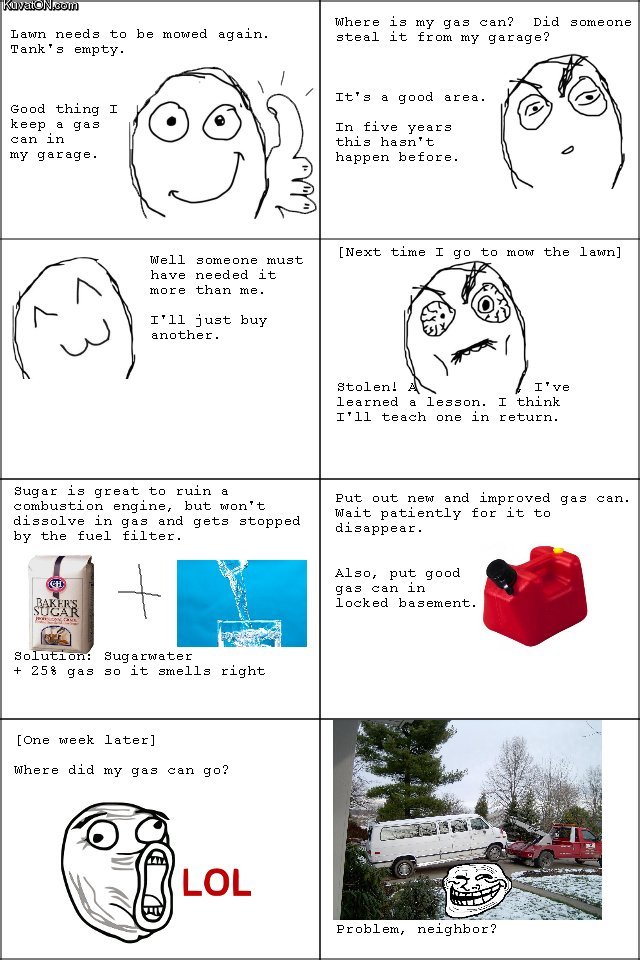 KuvatON.com
Lawn needs to be mowed again.
Tank's empty.
Good thing I
keep a gas
can in
my garage.
Where is my gas can?  Did someone
steal it from my garage?
It's a good area.
In five years
this hasn't
happen before.
Well someone must
have needed it
more than me.
I'll just buy
another.
[Next time I go to mow the lawn]
Stolen! I've
learned a lesson. I think
I'll teach one in return.
Sugar is great to ruin a
combustion engine, but won't
dissolve in gas and gets stopped
by the fuel filter.
C&H
BAKER'S
SUGAR
Solution: Sugarwater
+ 25% gas so it smells right
Put out new and improved gas can.
Wait patiently for it to
disappear.
Also, put good
gas can in
locked basement.
[One week later]
Where did my gas can go?
LOL
Problem, neighbor?